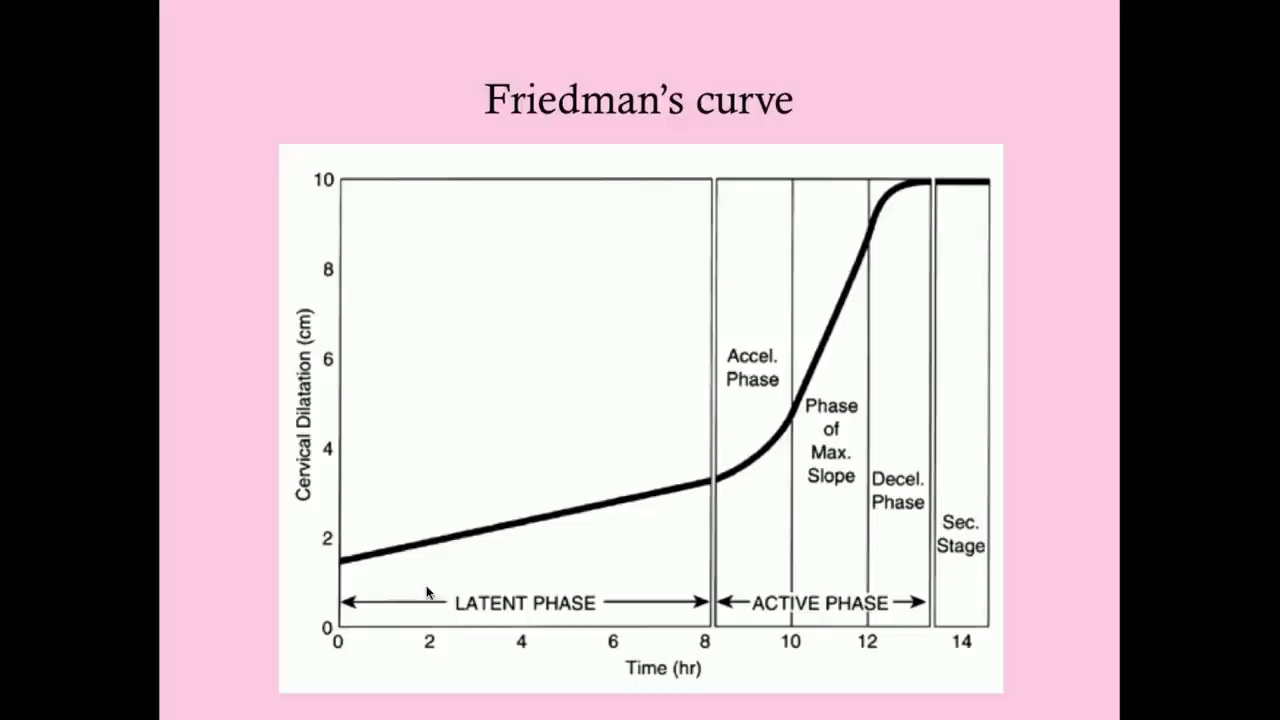 Friedman's curve
10
8
6
4
2
0
Cervical Dilatation (cm)
Accel.
Phase
Phase
of
Max.
Slope
Decel.
Phase
Sec.
Stage
LATENT PHASE
ACTIVE PHASE
0 2 4 6 8 10 12 14
Time (hr)